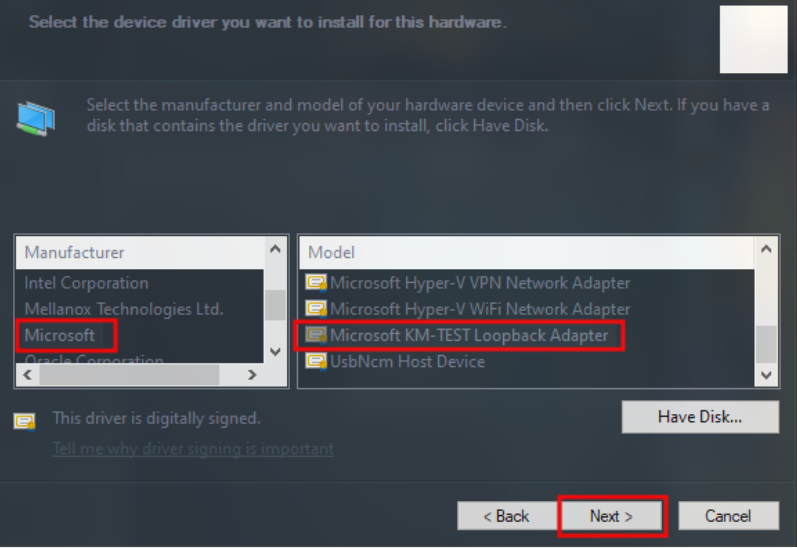 Select the device driver you want to install for this hardware.
Select the manufacturer and model of your hardware device and then click Next. If you have a
disk that contains the driver you want to install, click Have Disk.
Manufacturer
Intel Corporation
Mellanox Technologies Ltd.
Microsoft
Oracle Corporation
Model
Microsoft Hyper-V VPN Network Adapter
Microsoft Hyper-V WiFi Network Adapter
Microsoft KM-TEST Loopback Adapter
UsbNcm Host Device
This driver is digitally signed.
Have Disk...
Tell me why driver signing is important
< Back
Next >
Cancel